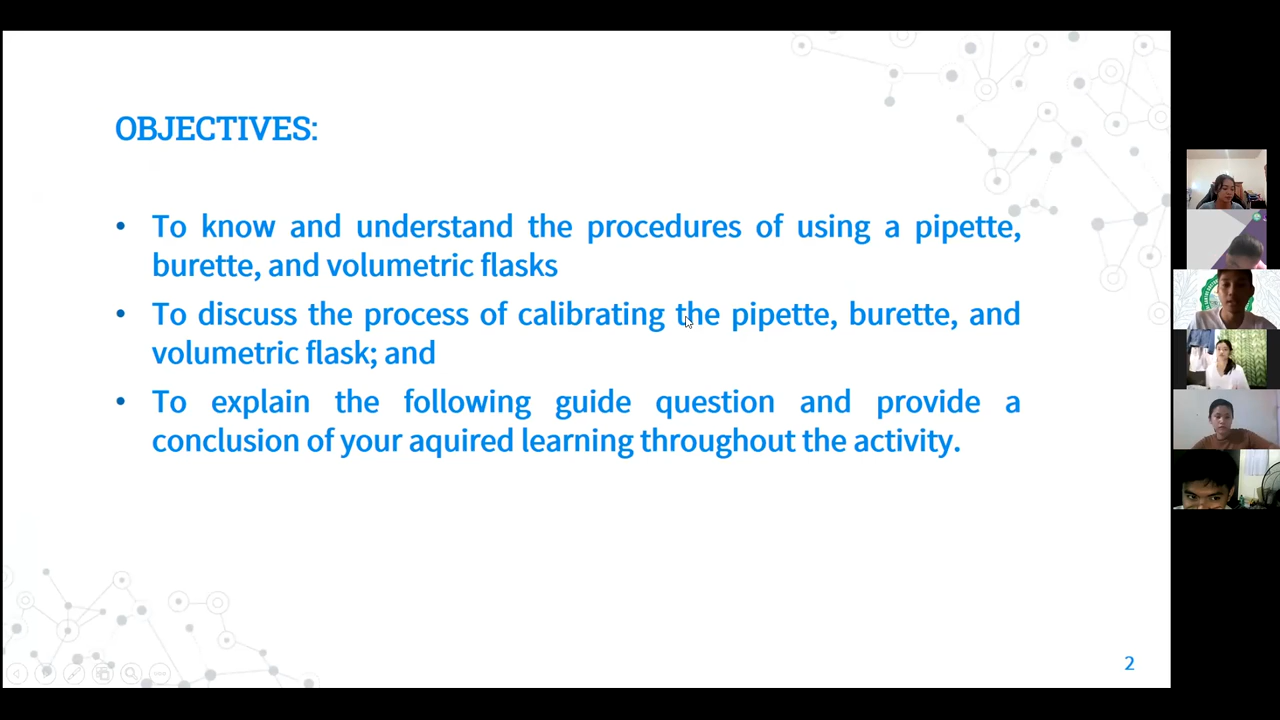 OBJECTIVES:
• To know and understand the procedures of using a pipette,
burette, and volumetric flasks
• To discuss the process of calibrating the pipette, burette, and
volumetric flask; and
• To explain the following guide question and provide a
conclusion of your aquired learning throughout the activity.
2